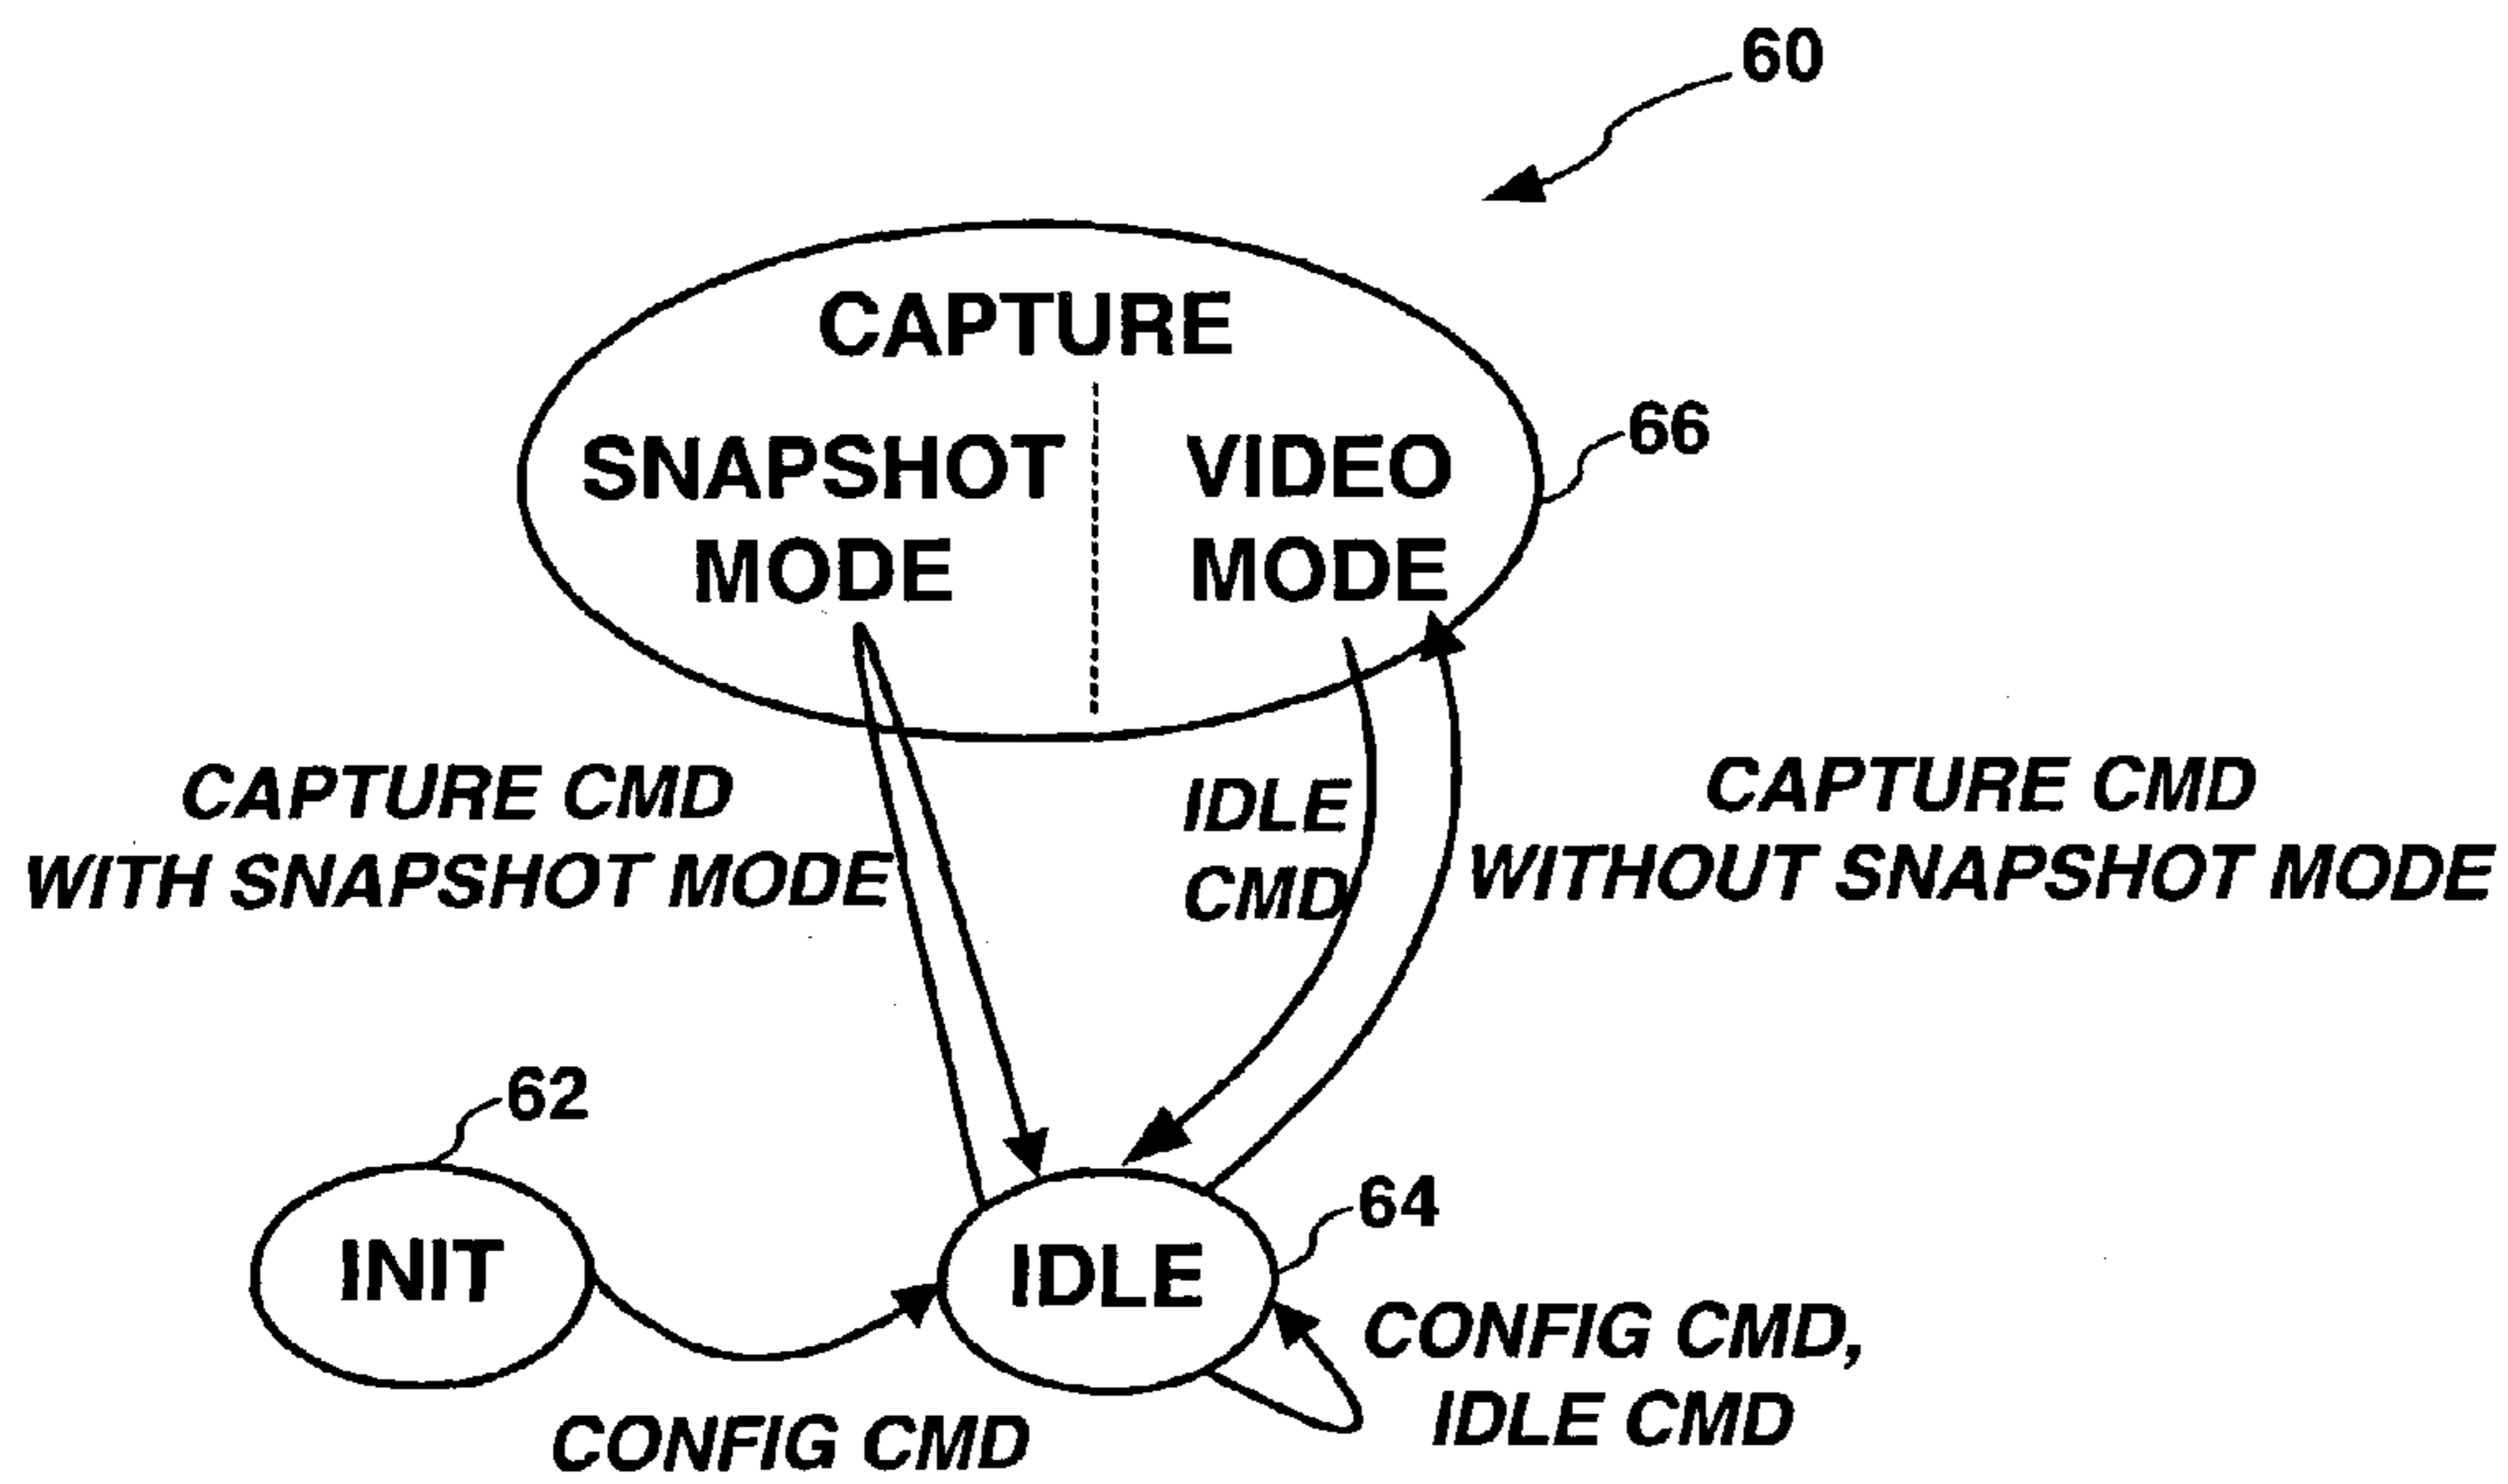 60
CAPTURE
SNAPSHOT
MODE
VIDEO
MODE
66
CAPTURE CMD
WITH SNAPSHOT MODE
IDLE
CMD
CAPTURE CMD
WITHOUT SNAPSHOT MODE
62
INIT
64
IDLE
CONFIG CMD
CONFIG CMD,
IDLE CMD